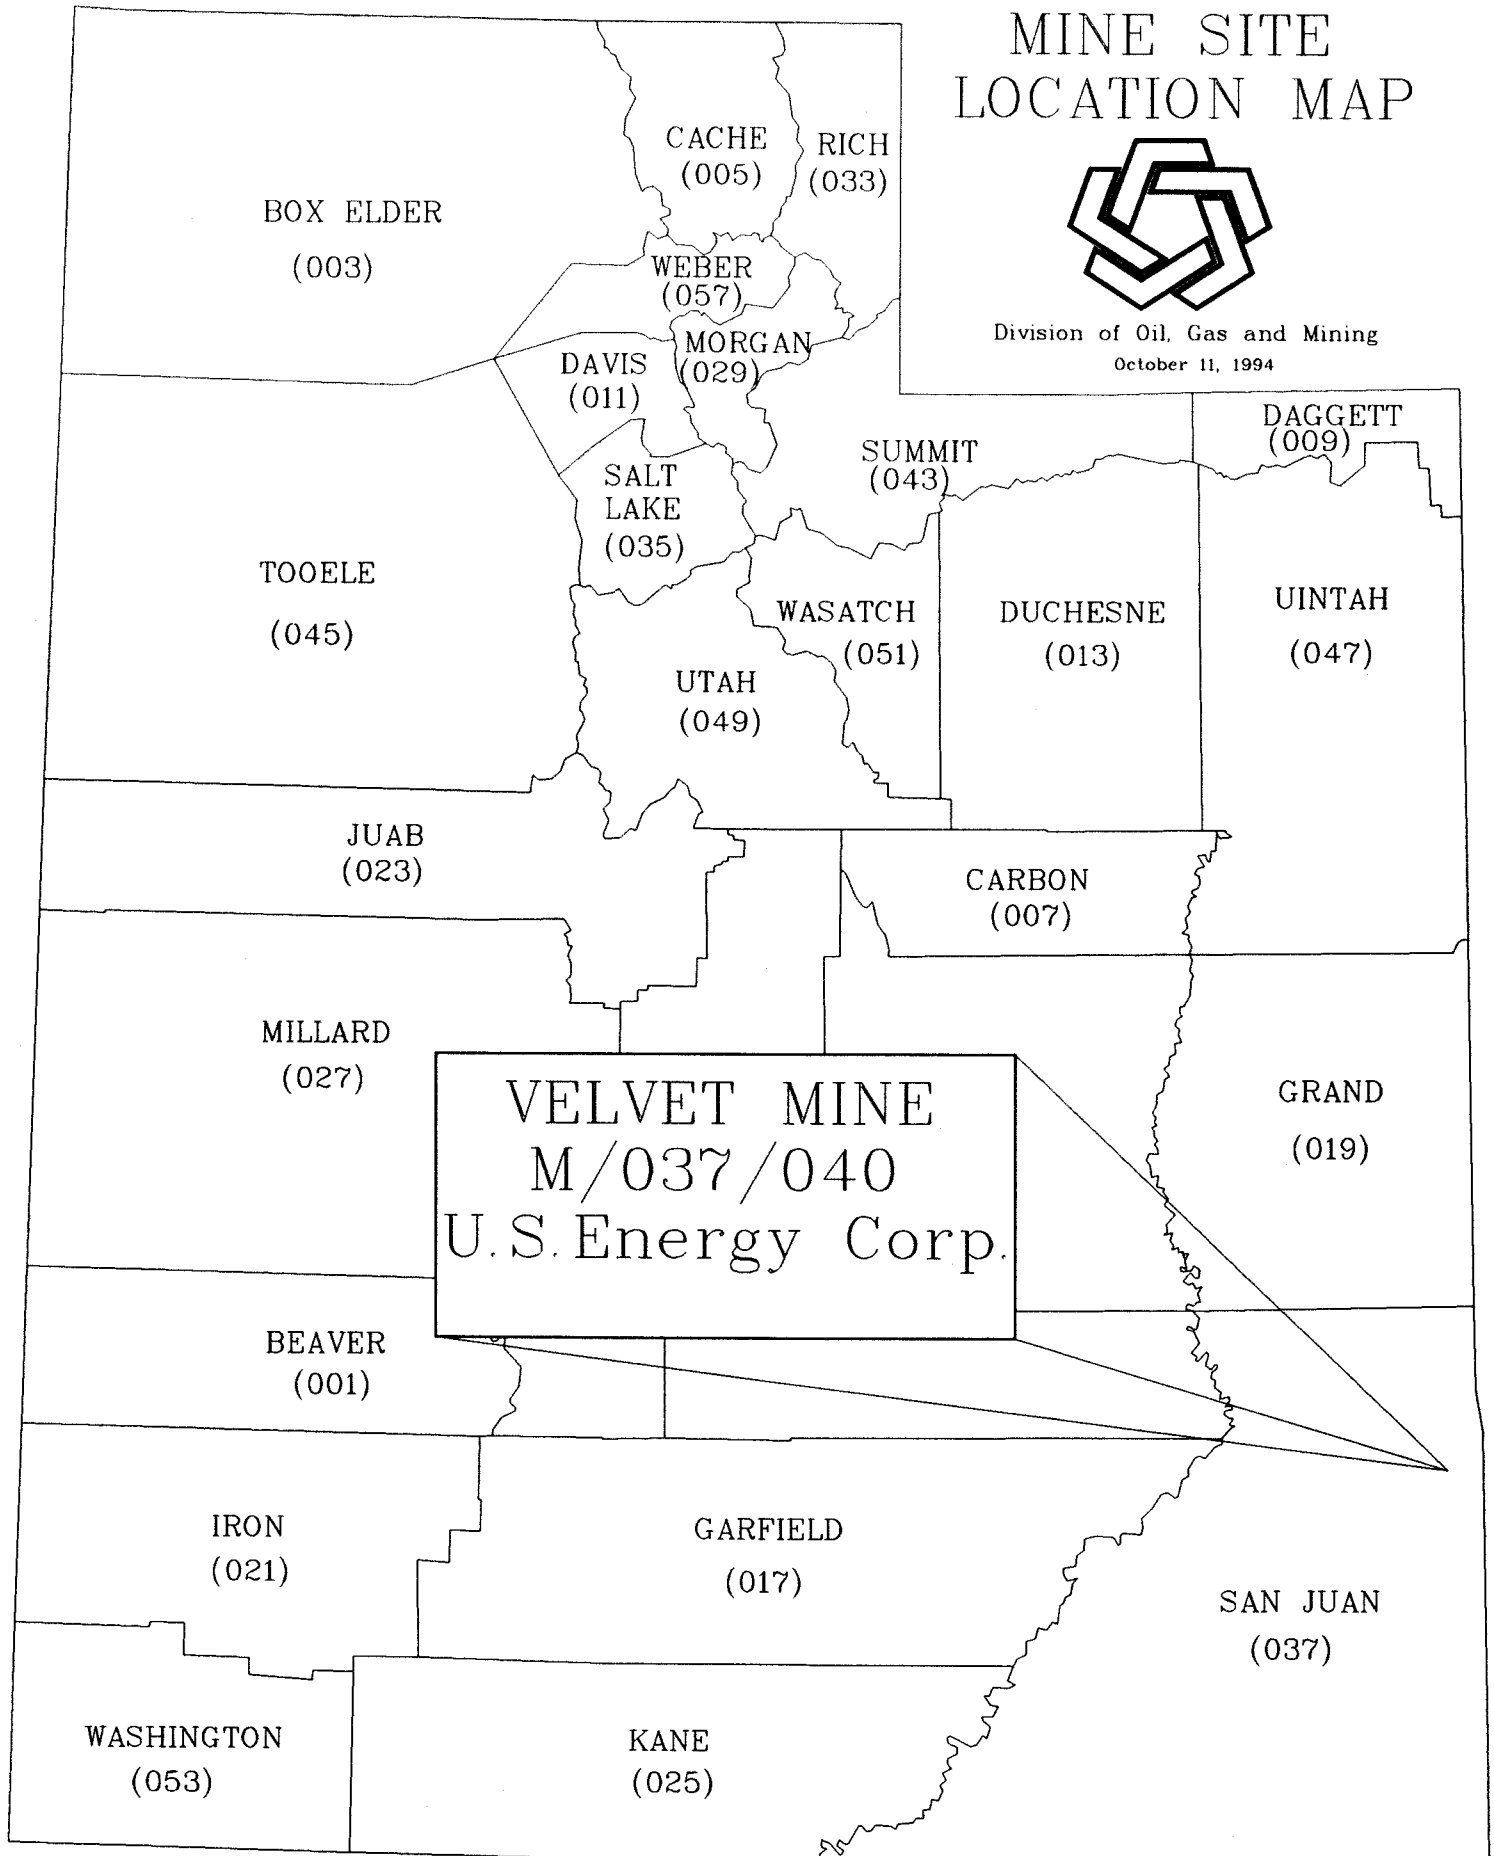 MINE SITE
LOCATION MAP
Division of Oil, Gas and Mining
October 11, 1994
CACHE
(005)
RICH
(033)
BOX ELDER
(003)
WEBER
(057)
MORGAN
(029)
DAVIS
(011)
DAGGETT
(009)
SUMMIT
(043)
SALT
LAKE
(035)
TOOELE
(045)
WASATCH
(051)
DUCHESNE
(013)
UINTAH
(047)
UTAH
(049)
JUAB
(023)
CARBON
(007)
MILLARD
(027)
VELVET MINE
M/037/040
U.S. Energy Corp.
GRAND
(019)
BEAVER
(001)
IRON
(021)
GARFIELD
(017)
SAN JUAN
(037)
WASHINGTON
(053)
KANE
(025)